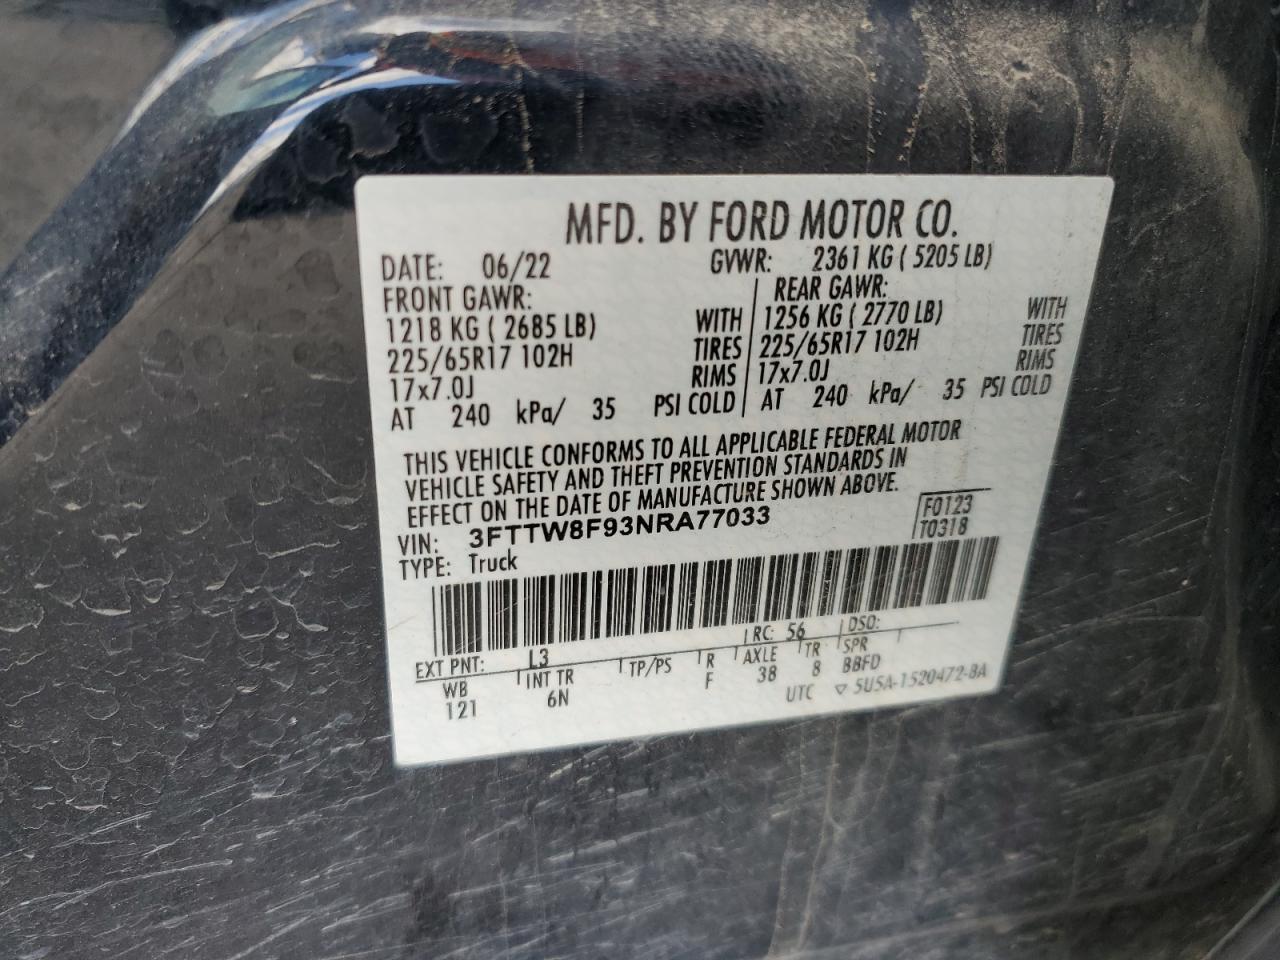 MFD. BY FORD MOTOR CO.
DATE: 06/22 GVWR: 2361 KG ( 5205 LB)
FRONT GAWR: REAR GAWR:
1218 KG ( 2685 LB) WITH 1256 KG ( 2770 LB) WITH
225/65R17 102H TIRES 225/65R17 102H TIRES
17x7.0J RIMS 17x7.0J RIMS
AT 240 kPa/ 35 PSI COLD AT 240 kPa/ 35 PSI COLD
THIS VEHICLE CONFORMS TO ALL APPLICABLE FEDERAL MOTOR
VEHICLE SAFETY AND THEFT PREVENTION STANDARDS IN
EFFECT ON THE DATE OF MANUFACTURE SHOWN ABOVE.
VIN: 3FTTW8F93NRA77033 F0123
TYPE: Truck T0318
RC: 56 DSO:
EXT PNT: L3
WB INT TR TP/PS R AXLE TR SPR
121 6N F 38 8 BBFD
UTC ▽ 5U5A-1520472-BA